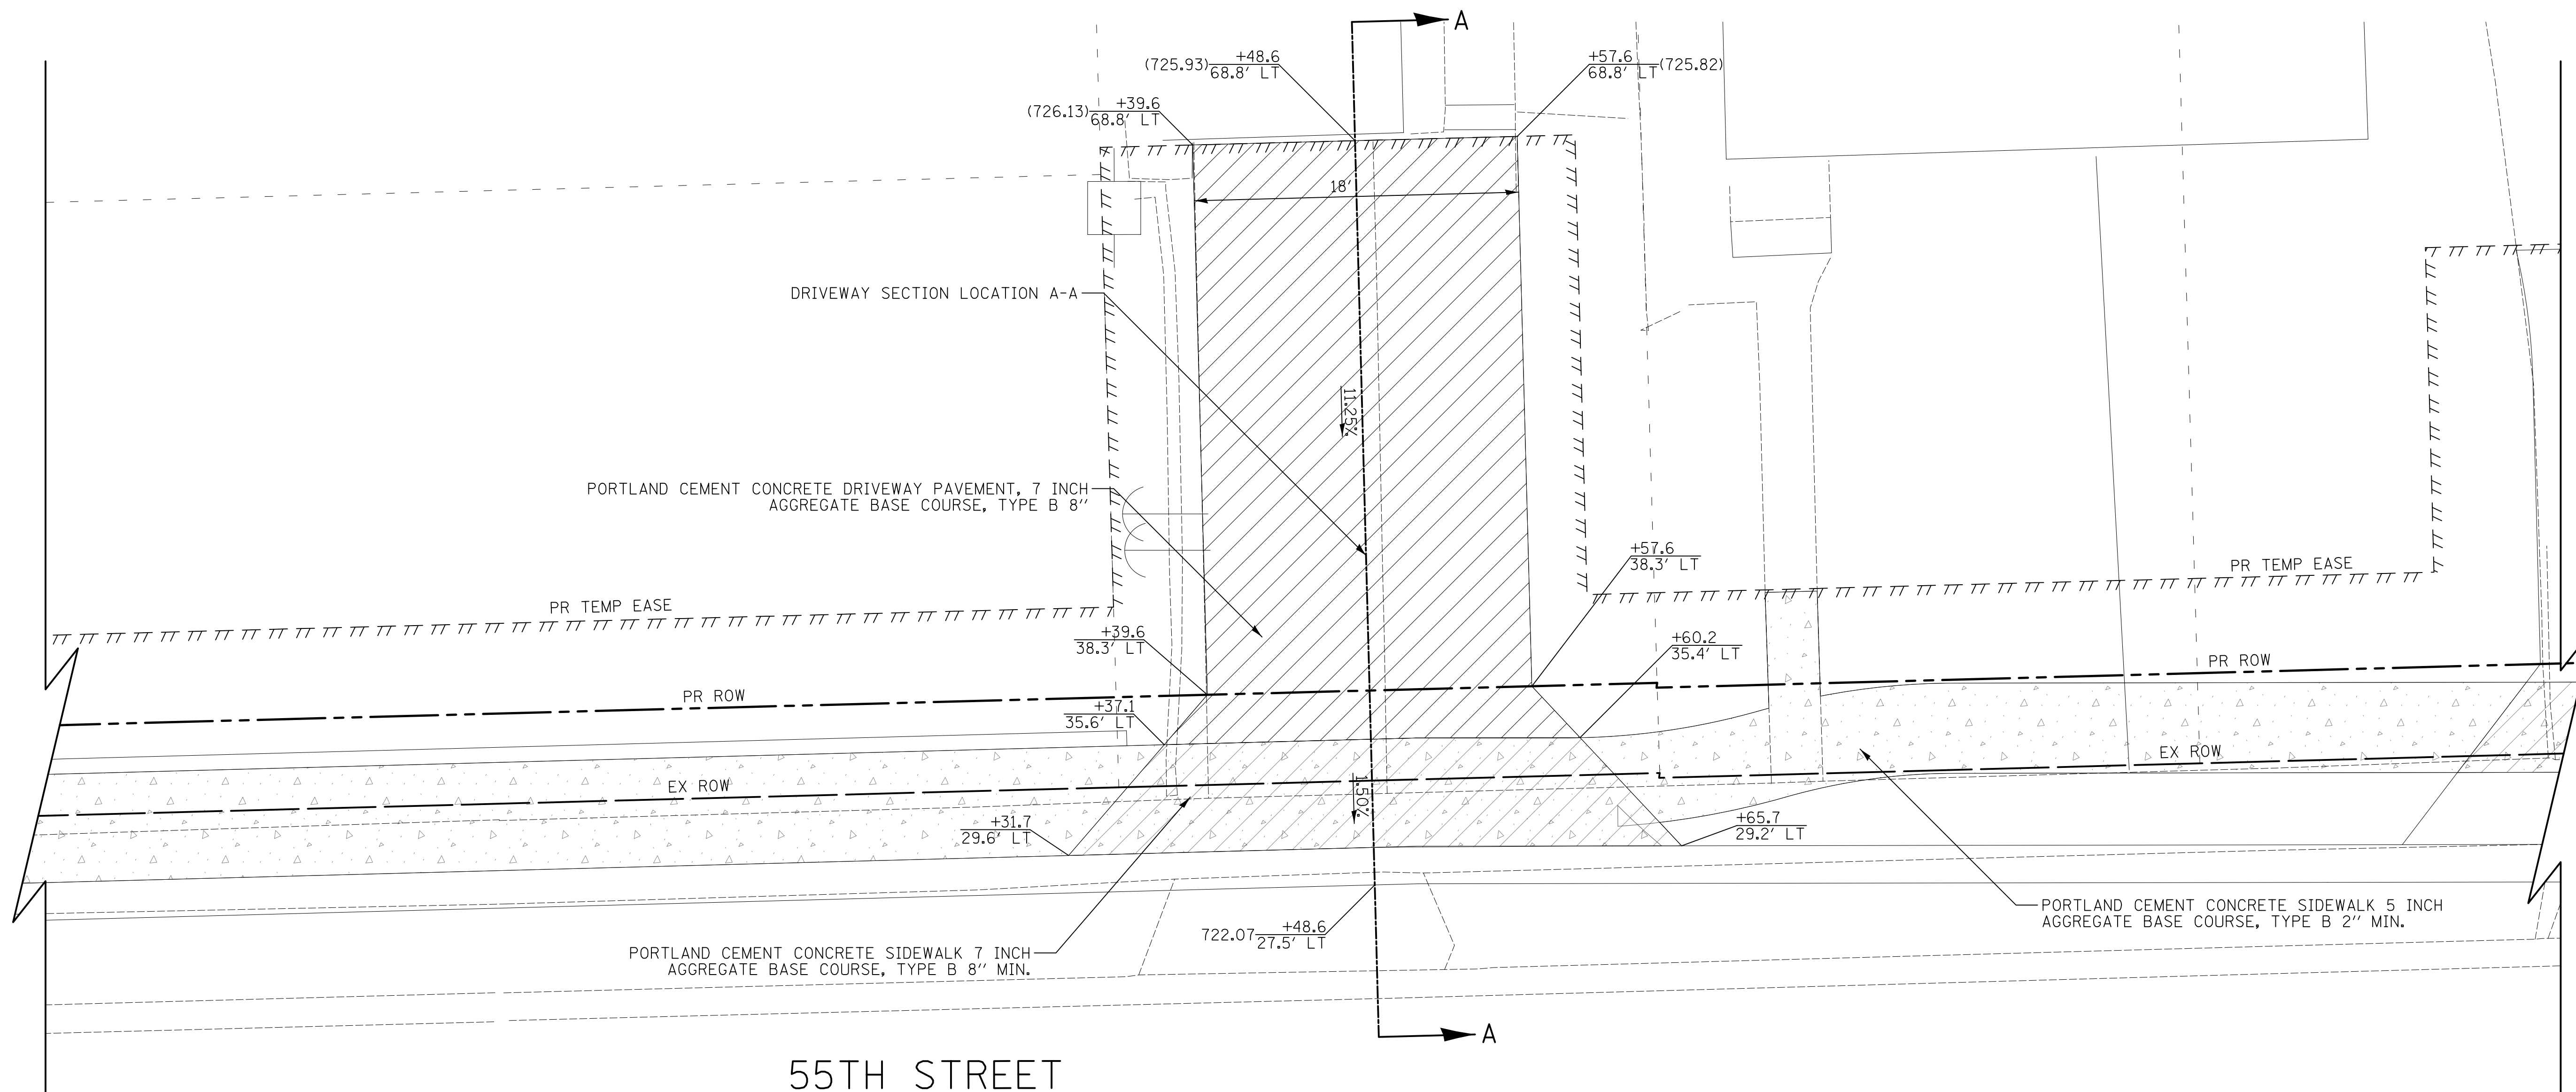 A
+48.6
(725.93)
68.8' LT
+57.6
68.8' LT
(725.82)
+39.6
(726.13)
68.8' LT
18'
DRIVEWAY SECTION LOCATION A-A
11.25%
PORTLAND CEMENT CONCRETE DRIVEWAY PAVEMENT, 7 INCH
AGGREGATE BASE COURSE, TYPE B 8"
+57.6
38.3' LT
PR TEMP EASE
PR TEMP EASE
+39.6
38.3' LT
+60.2
35.4' LT
PR ROW
PR ROW
+37.1
35.6' LT
EX ROW
EX ROW
1.50%
+31.7
29.6' LT
+65.7
29.2' LT
722.07
+48.6
27.5' LT
PORTLAND CEMENT CONCRETE SIDEWALK 5 INCH
AGGREGATE BASE COURSE, TYPE B 2" MIN.
PORTLAND CEMENT CONCRETE SIDEWALK 7 INCH
AGGREGATE BASE COURSE, TYPE B 8" MIN.
A
55TH STREET